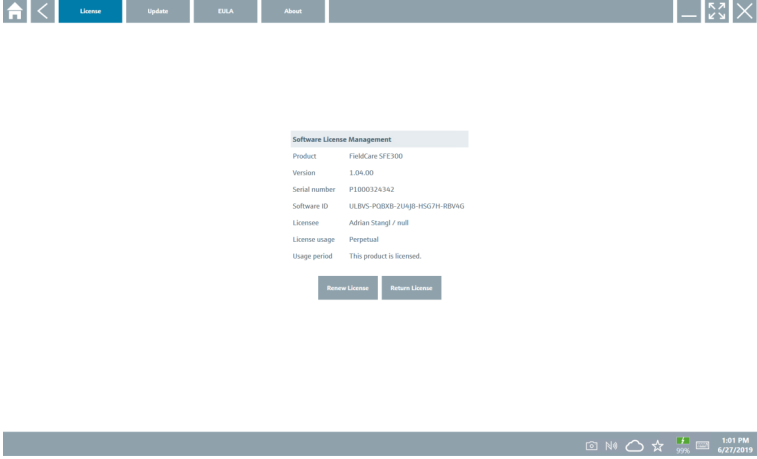 License Update EULA About
Software License Management
Product FieldCare SFE300
Version 1.04.00
Serial number P1000324342
Software ID ULBVS-PQBXB-2U4J8-HSG7H-RBV4G
Licensee Adrian Stangl / null
License usage Perpetual
Usage period This product is licensed.
Renew License Return License
99% 1:01 PM
6/27/2019